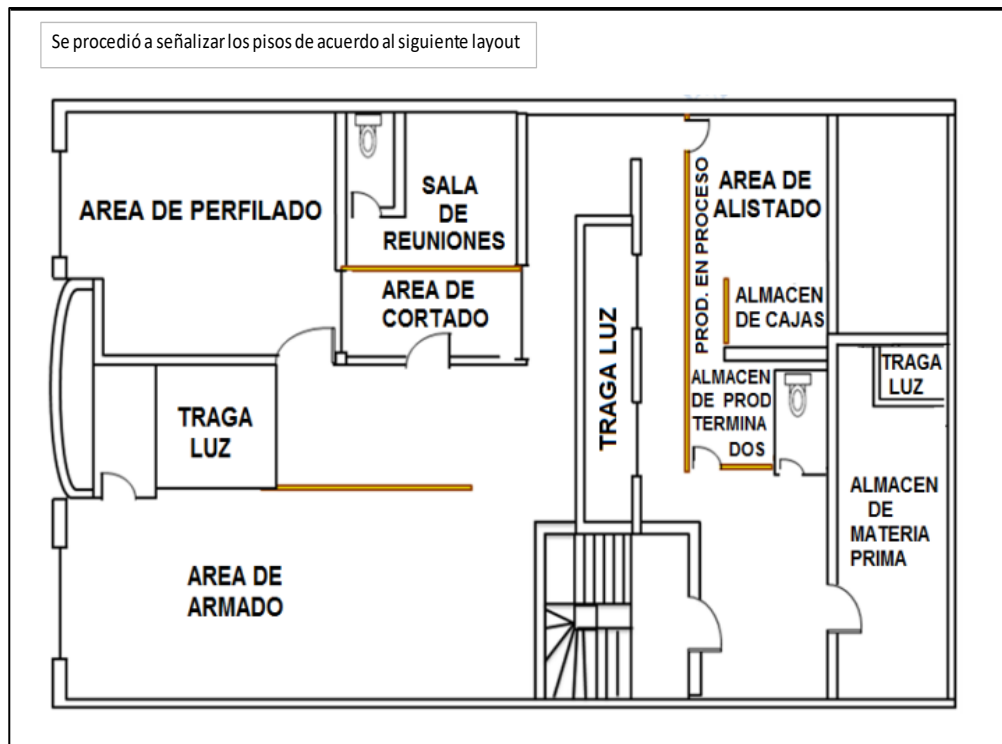 Se procedió a señalizar los pisos de acuerdo al siguiente layout
AREA DE PERFILADO
SALA
DE
REUNIONES
AREA DE
CORTADO
TRAGA
LUZ
AREA DE
ARMADO
TRAGA LUZ
PROD. EN PROCESO
AREA DE
ALISTADO
ALMACEN
DE CAJAS
ALMACEN
DE PROD
TERMINA
DOS
TRAGA
LUZ
ALMACEN
DE
MATERIA
PRIMA